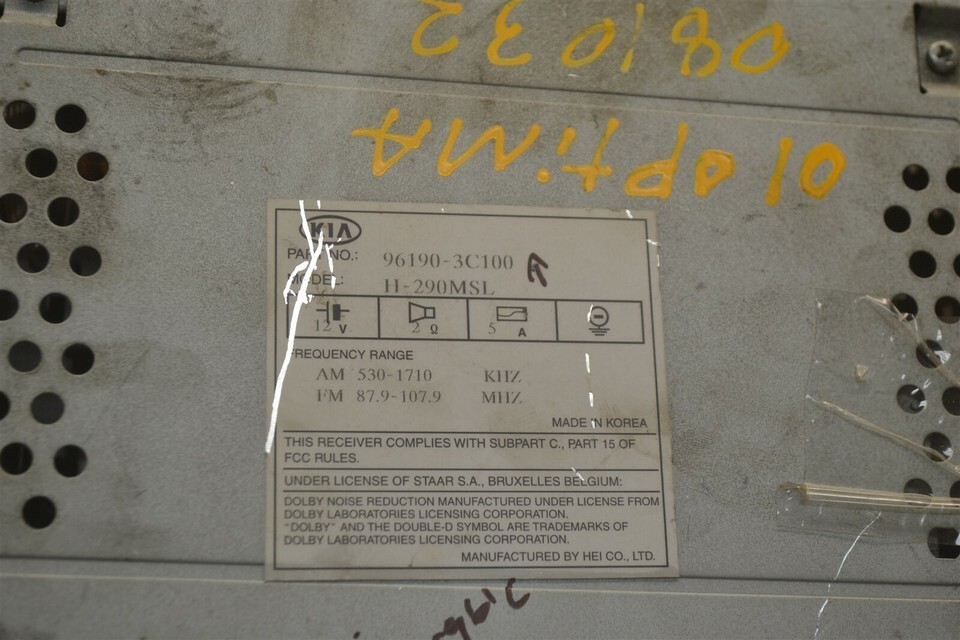 081032
01 OPTiMA
KIA
PART NO.: 96190-3C100
MODEL: H-290MSL
12 V 2 Ω 5 A
FREQUENCY RANGE
AM 530-1710 KHZ
FM 87.9-107.9 MHZ
MADE IN KOREA
THIS RECEIVER COMPLIES WITH SUBPART C., PART 15 OF
FCC RULES.
UNDER LICENSE OF STAAR S.A., BRUXELLES BELGIUM:
DOLBY NOISE REDUCTION MANUFACTURED UNDER LICENSE FROM
DOLBY LABORATORIES LICENSING CORPORATION.
"DOLBY" AND THE DOUBLE-D SYMBOL ARE TRADEMARKS OF
DOLBY LABORATORIES LICENSING CORPORATION.
MANUFACTURED BY HEI CO., LTD.